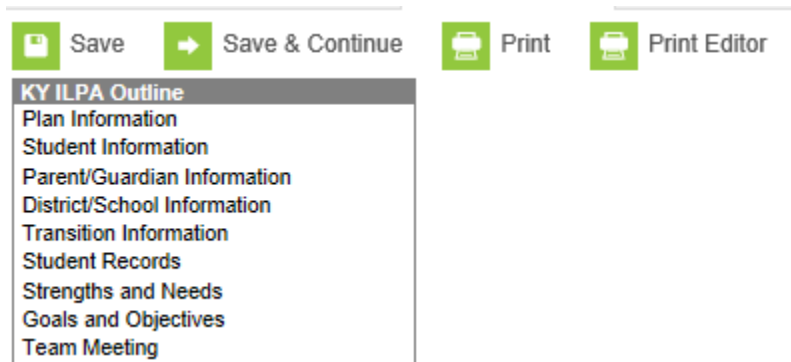 Save Save & Continue Print Print Editor
KY ILPA Outline
Plan Information
Student Information
Parent/Guardian Information
District/School Information
Transition Information
Student Records
Strengths and Needs
Goals and Objectives
Team Meeting